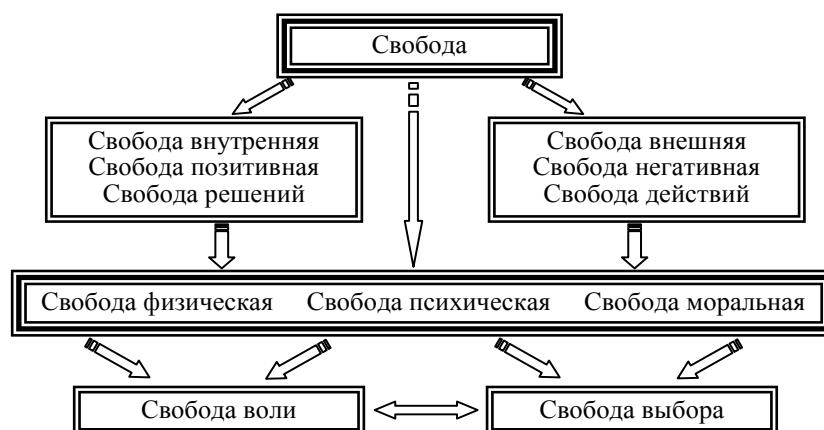 Свобода
Свобода внутренняя
Свобода позитивная
Свобода решений
Свобода внешняя
Свобода негативная
Свобода действий
Свобода физическая Свобода психическая Свобода моральная
Свобода воли
Свобода выбора